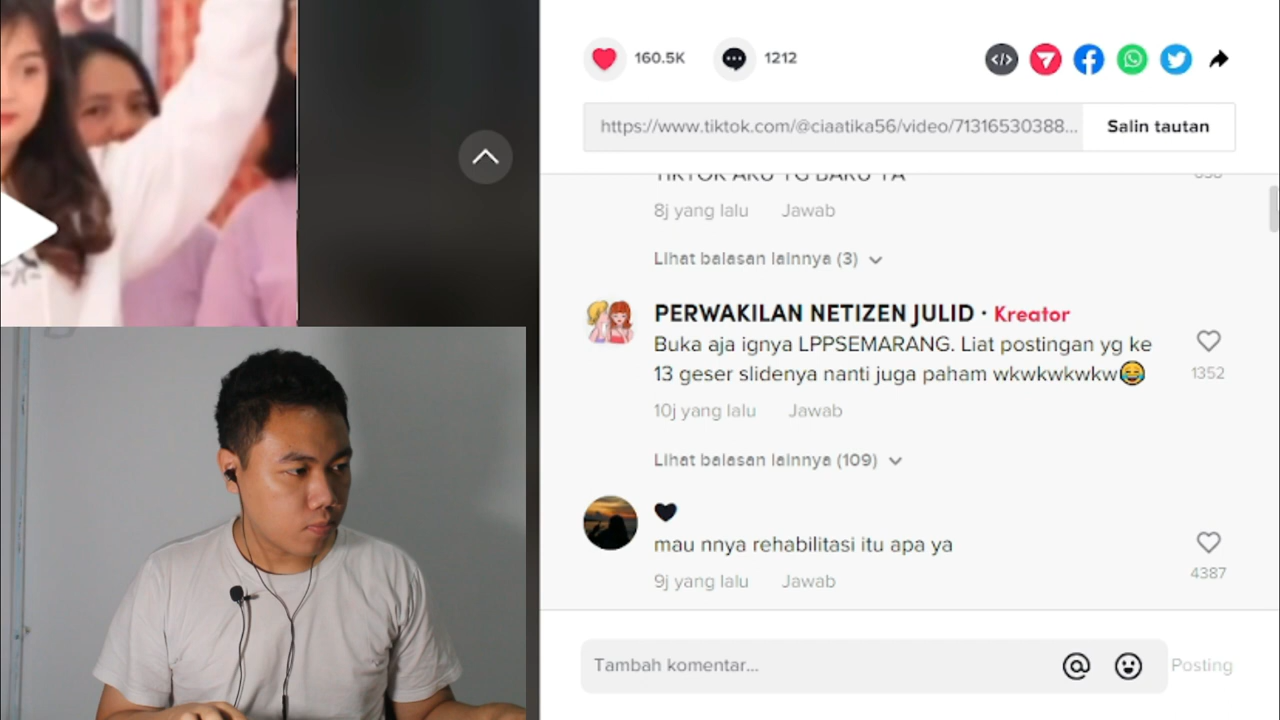 160.5K
1212
https://www.tiktok.com/@ciaatika56/video/71316530388...
Salin tautan
TIKTOK AKU YG BARU YA
8j yang lalu
Jawab
Lihat balasan lainnya (3)
PERWAKILAN NETIZEN JULID · Kreator
Buka aja ignya LPPSEMARANG. Liat postingan yg ke
13 geser slidenya nanti juga paham wkwkwkwkw😂
1352
10j yang lalu
Jawab
Lihat balasan lainnya (109)
🖤
mau nnya rehabilitasi itu apa ya
4387
9j yang lalu
Jawab
Tambah komentar...
Posting